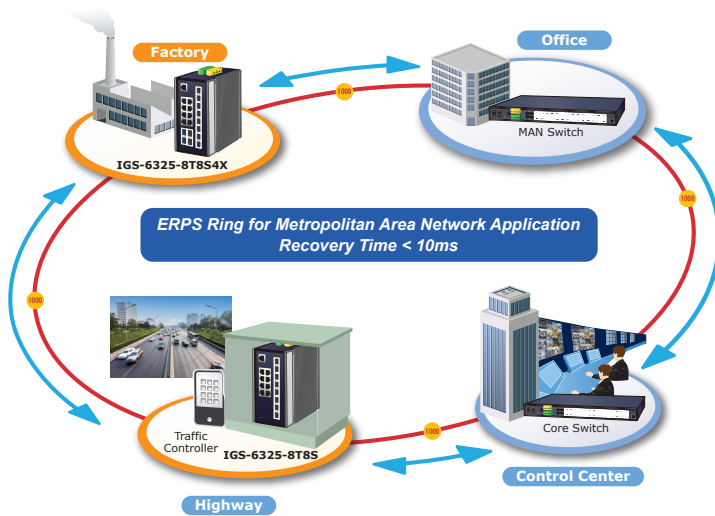 Factory
Office
1000
MAN Switch
IGS-6325-8T8S4X
1000
ERPS Ring for Metropolitan Area Network Application
Recovery Time < 10ms
1000
Traffic
Controller
IGS-6325-8T8S
1000
Core Switch
Control Center
Highway